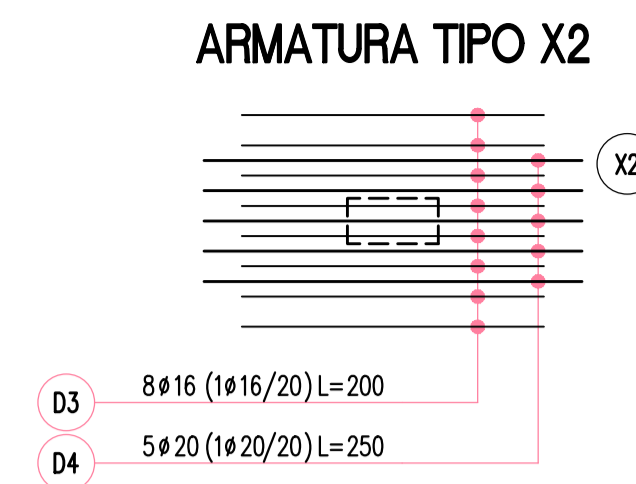 ARMATURA TIPO X2
X2
8ø16 (1ø16/20) L=200
D3
5ø20 (1ø20/20) L=250
D4